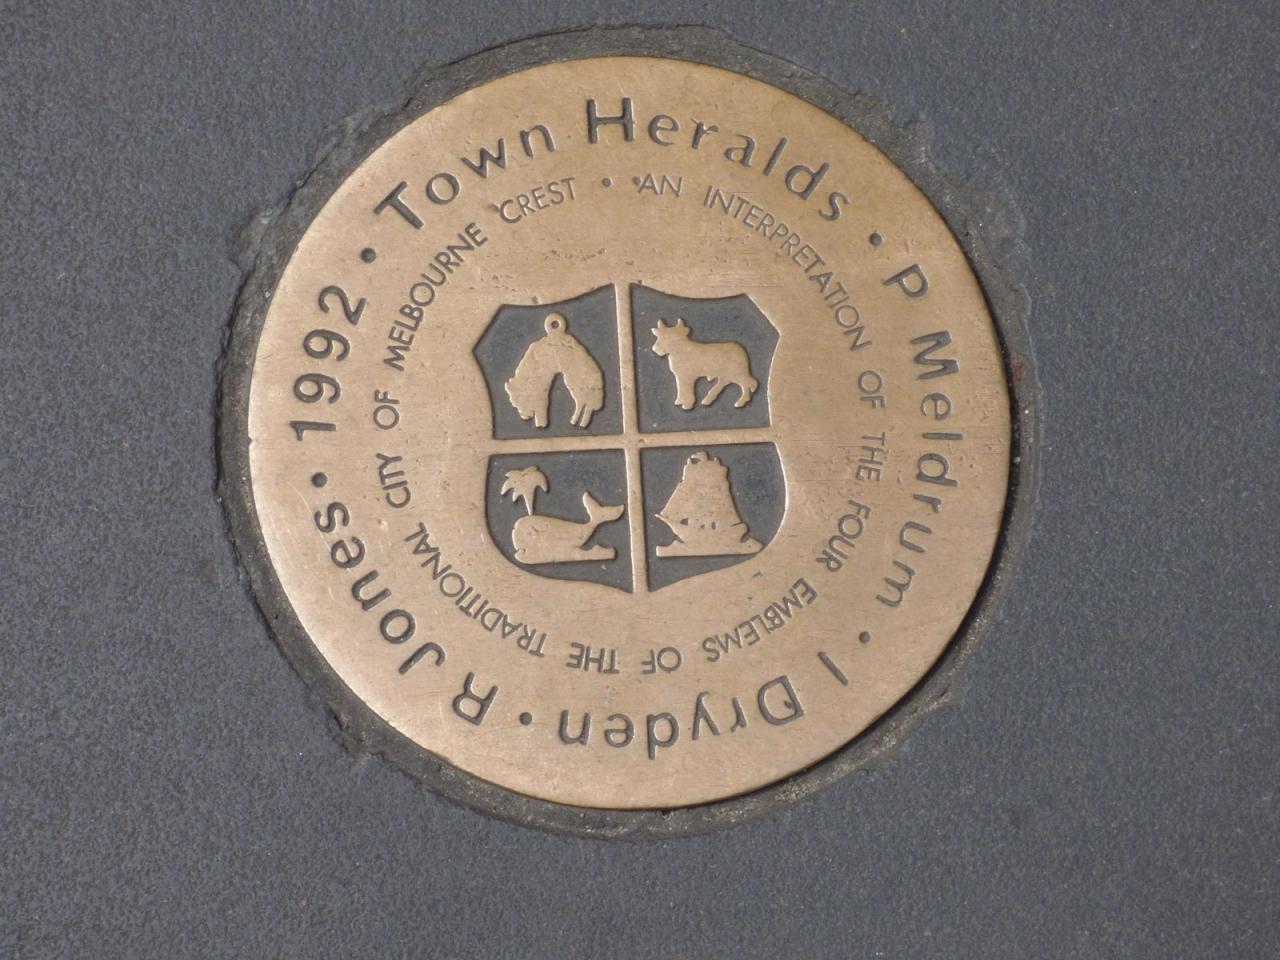 Town Heralds • P Meldrum • I Dryden • R Jones • 1992 •
• AN INTERPRETATION OF THE FOUR EMBLEMS OF THE TRADITIONAL CITY OF MELBOURNE CREST •